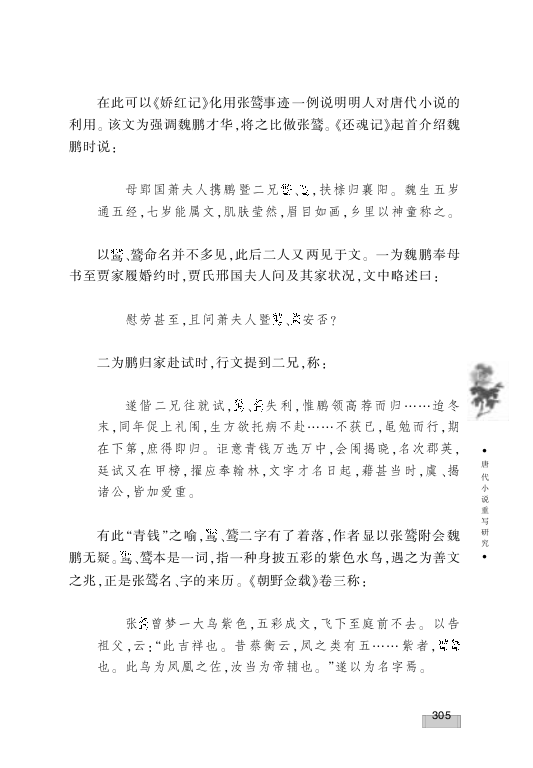 在此可以《娇红记》化用张鷟事迹一例说明明人对唐代小说的
利用。该文为强调魏鹏才华,将之比做张鷟。《还魂记》起首介绍魏
鹏时说:
母郢国萧夫人携鹏暨二兄、,扶榇归襄阳。魏生五岁
通五经,七岁能属文,肌肤莹然,眉目如画,乡里以神童称之。
以、鷟命名并不多见,此后二人又两见于文。一为魏鹏奉母
书至贾家履婚约时,贾氏邢国夫人问及其家状况,文中略述曰:
慰劳甚至,且问萧夫人暨、安否?
二为鹏归家赴试时,行文提到二兄,称:
遂偕二兄往就试,、失利,惟鹏领高荐而归……迨冬
末,同年促上礼闱,生方欲托病不赴……不获已,黾勉而行,期
在下第,庶得即归。讵意青钱万选万中,会闱揭晓,名次郡英,
廷试又在甲榜,擢应奉翰林,文字才名日起,藉甚当时,虞、揭
诸公,皆加爱重。
有此“青钱”之喻,、鷟二字有了着落,作者显以张鷟附会魏
鹏无疑。、鷟本是一词,指一种身披五彩的紫色水鸟,遇之为善文
之兆,正是张鷟名、字的来历。《朝野佥载》卷三称:
张曾梦一大鸟紫色,五彩成文,飞下至庭前不去。以告
祖父,云:“此吉祥也。昔蔡衡云,凤之类有五……紫者,
也。此鸟为凤凰之佐,汝当为帝辅也。”遂以为名字焉。
•唐代小说重写研究•
305